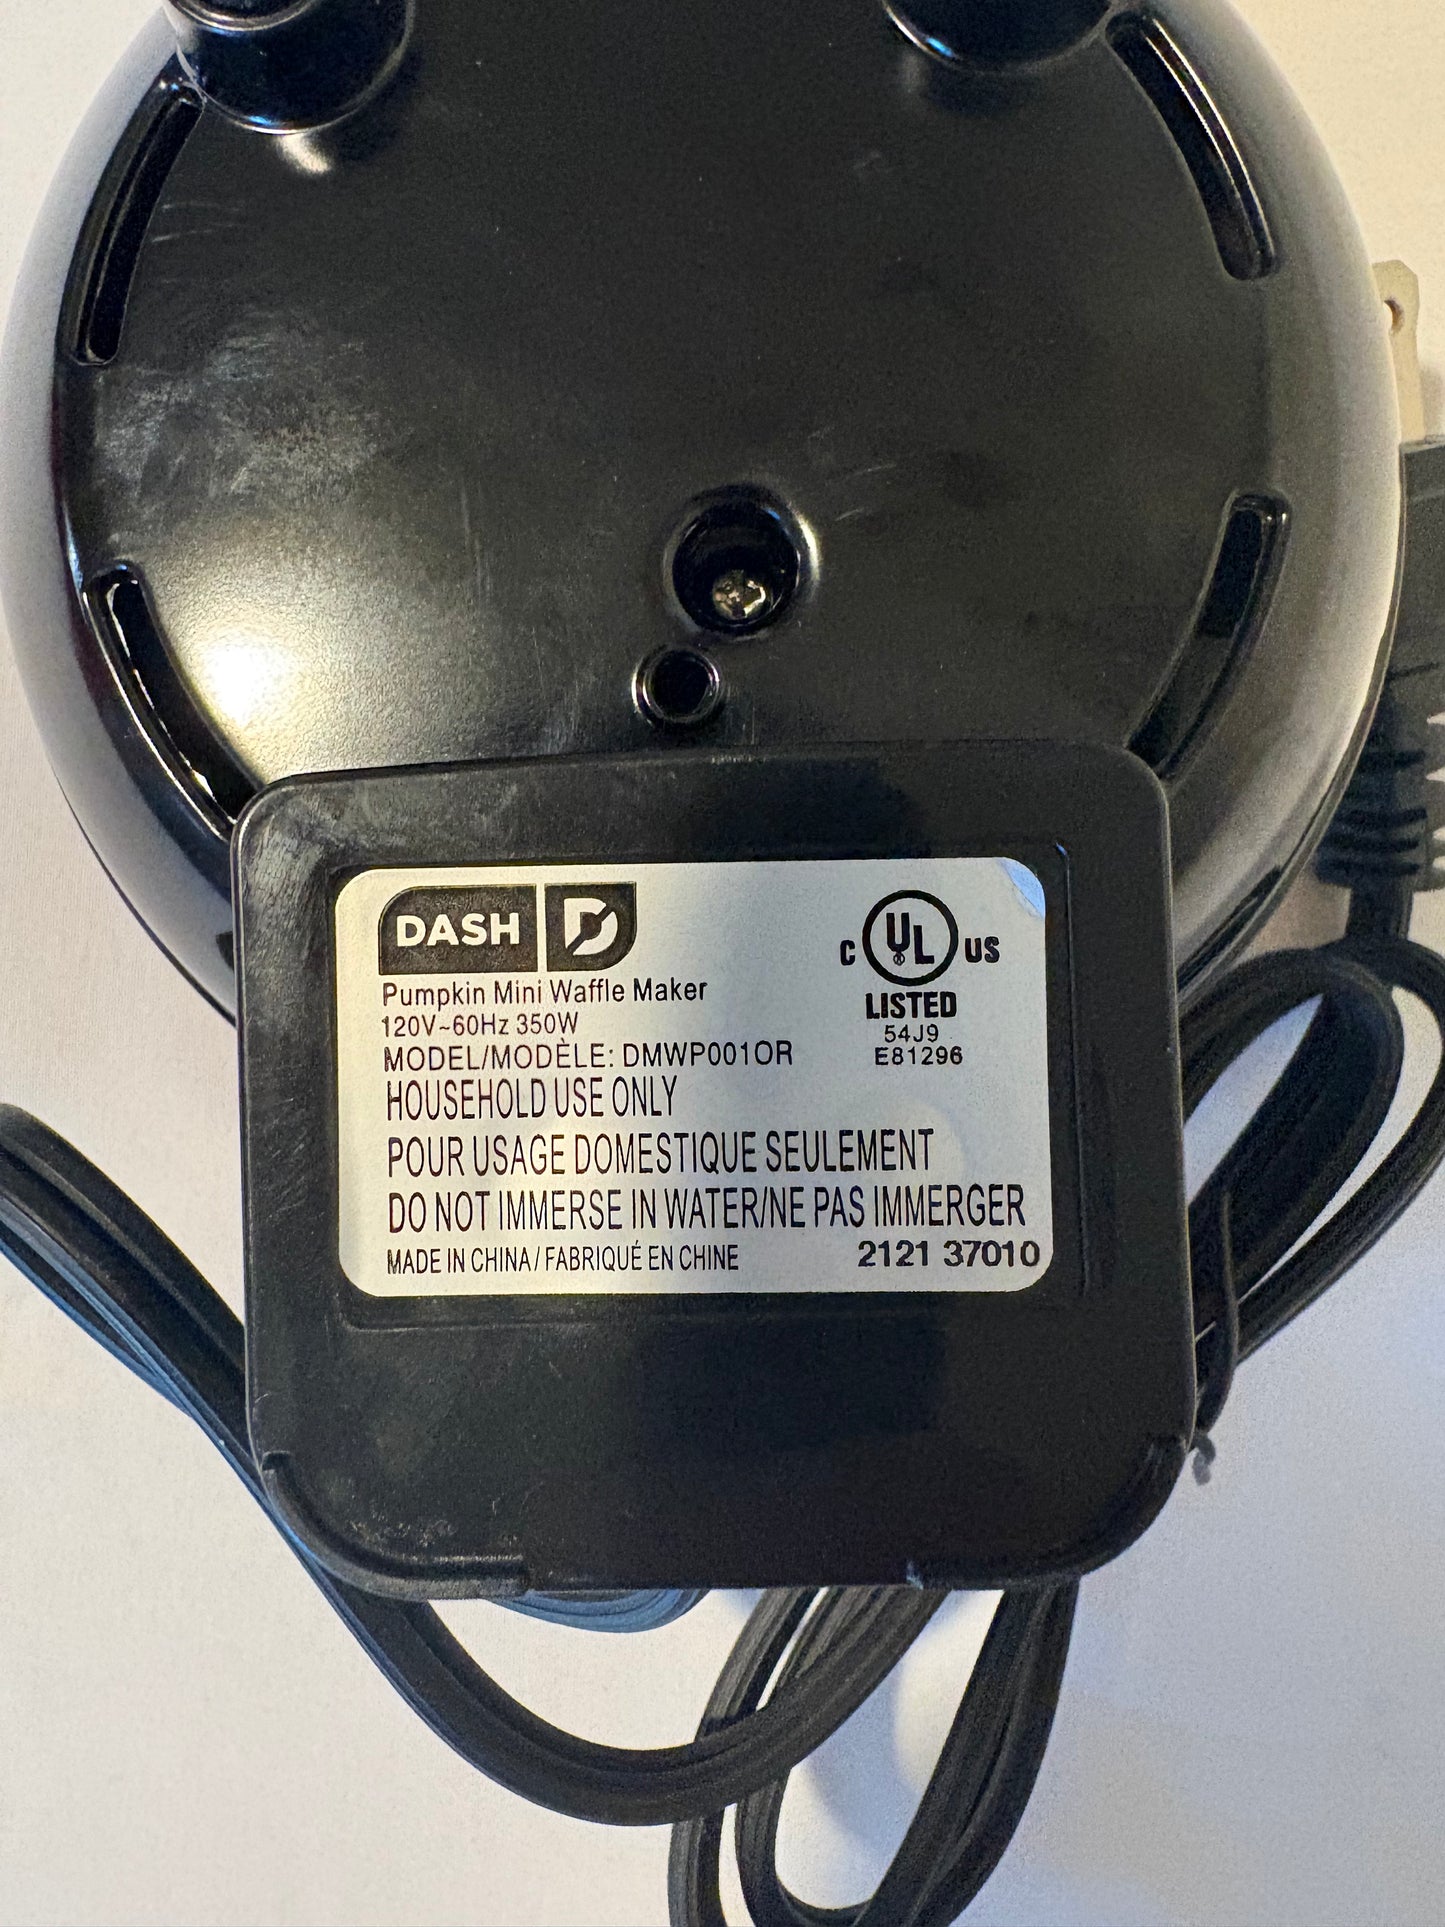 DASH D
Pumpkin Mini Waffle Maker
120V~60Hz 350W
MODEL/MODÈLE: DMWP001OR
HOUSEHOLD USE ONLY
POUR USAGE DOMESTIQUE SEULEMENT
DO NOT IMMERSE IN WATER/NE PAS IMMERGER
MADE IN CHINA / FABRIQUÉ EN CHINE
2121 37010
C UL US
LISTED
54J9
E81296